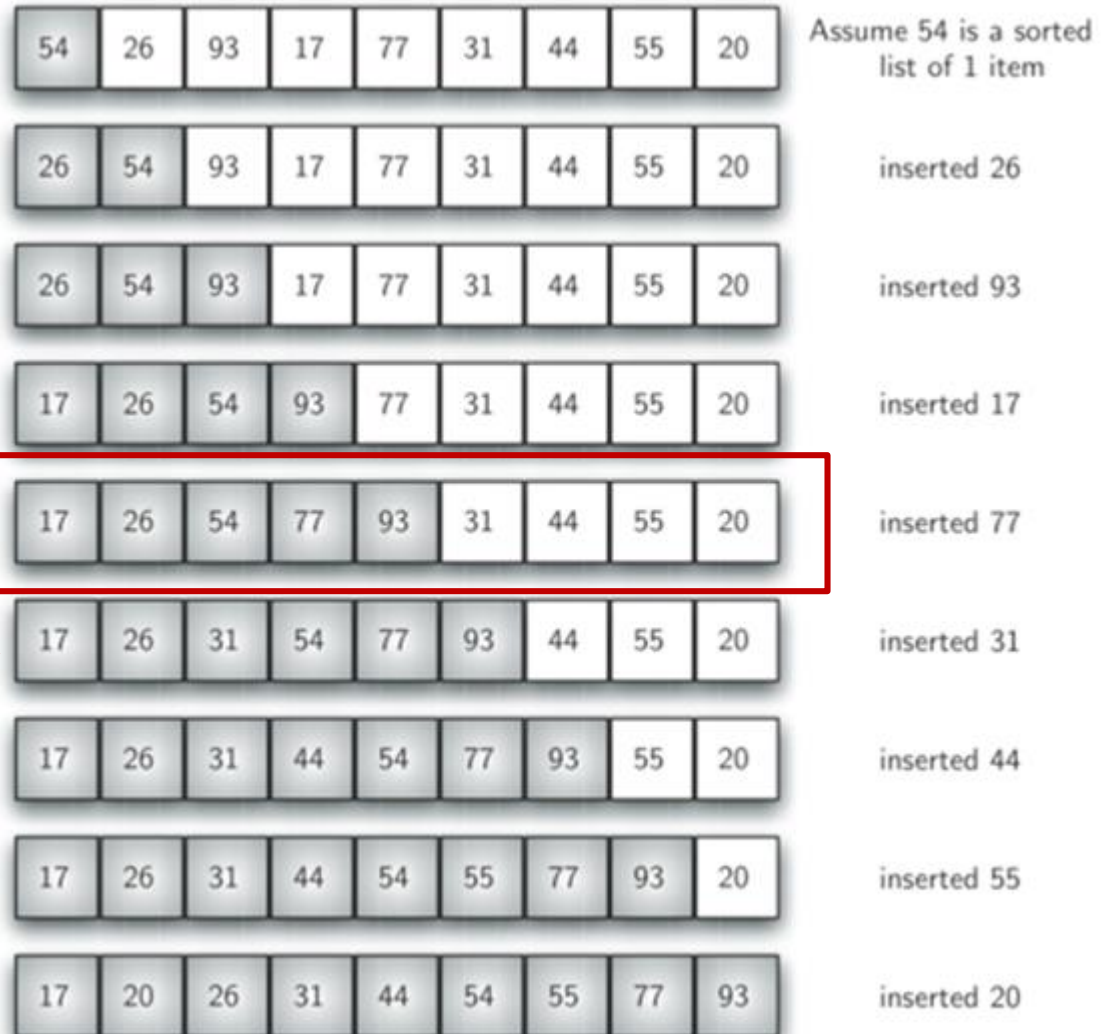 54 26 93 17 77 31 44 55 20 Assume 54 is a sorted
list of 1 item
26 54 93 17 77 31 44 55 20 inserted 26
26 54 93 17 77 31 44 55 20 inserted 93
17 26 54 93 77 31 44 55 20 inserted 17
17 26 54 77 93 31 44 55 20 inserted 77
17 26 31 54 77 93 44 55 20 inserted 31
17 26 31 44 54 77 93 55 20 inserted 44
17 26 31 44 54 55 77 93 20 inserted 55
17 20 26 31 44 54 55 77 93 inserted 20